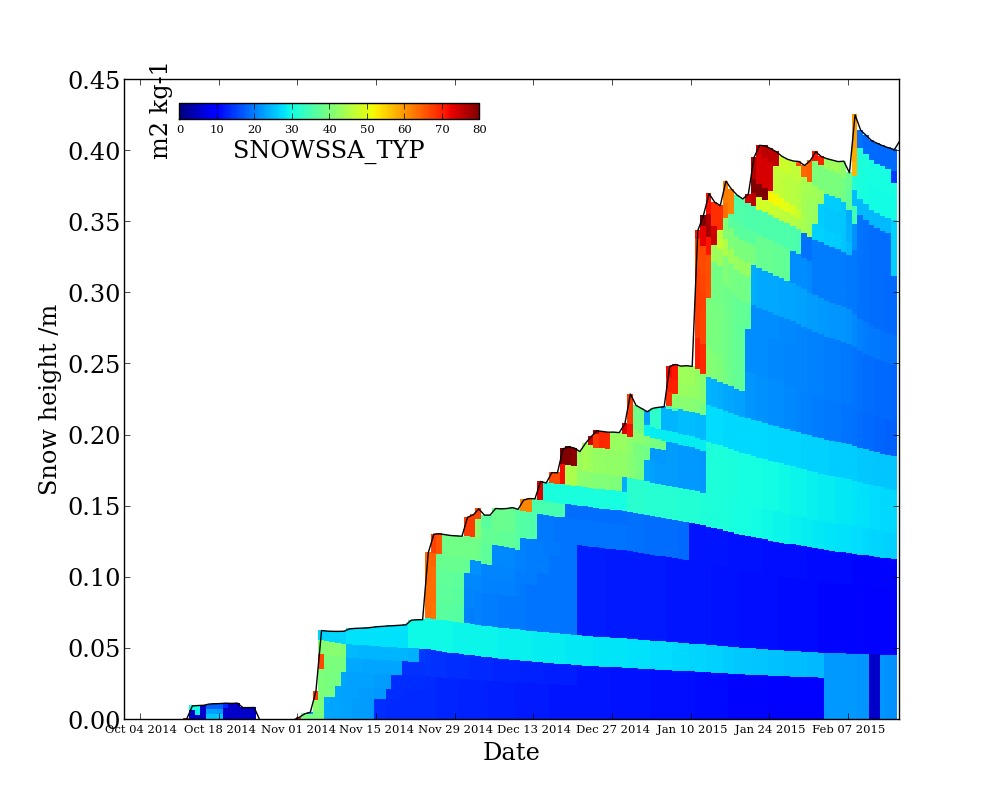 0.45
0.40
0.35
0.30
0.25
0.20
0.15
0.10
0.05
0.00
Snow height /m
m2 kg-1
0 10 20 30 40 50 60 70 80
SNOWSSA_TYP
Oct 04 2014 Oct 18 2014 Nov 01 2014 Nov 15 2014 Nov 29 2014 Dec 13 2014 Dec 27 2014 Jan 10 2015 Jan 24 2015 Feb 07 2015
Date